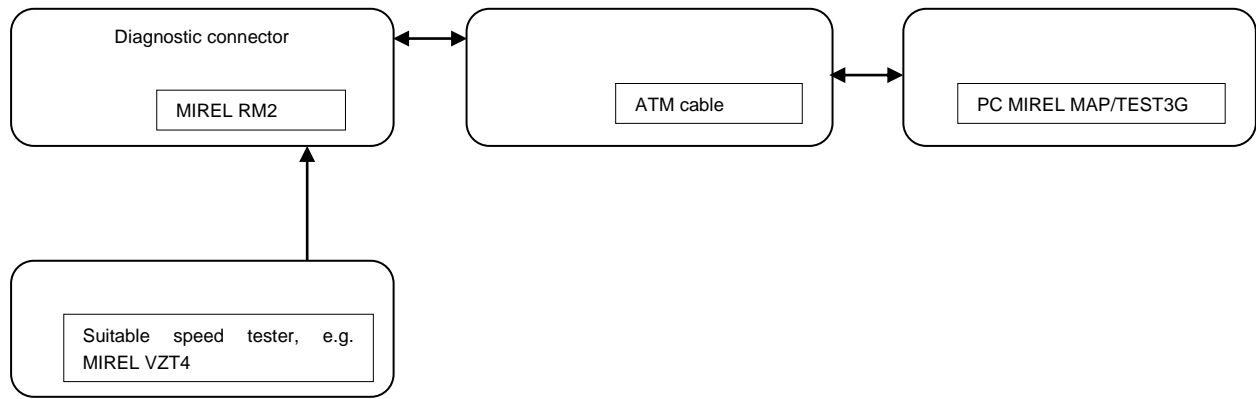 Diagnostic connector
MIREL RM2
ATM cable
PC MIREL MAP/TEST3G
Suitable speed tester, e.g.
MIREL VZT4